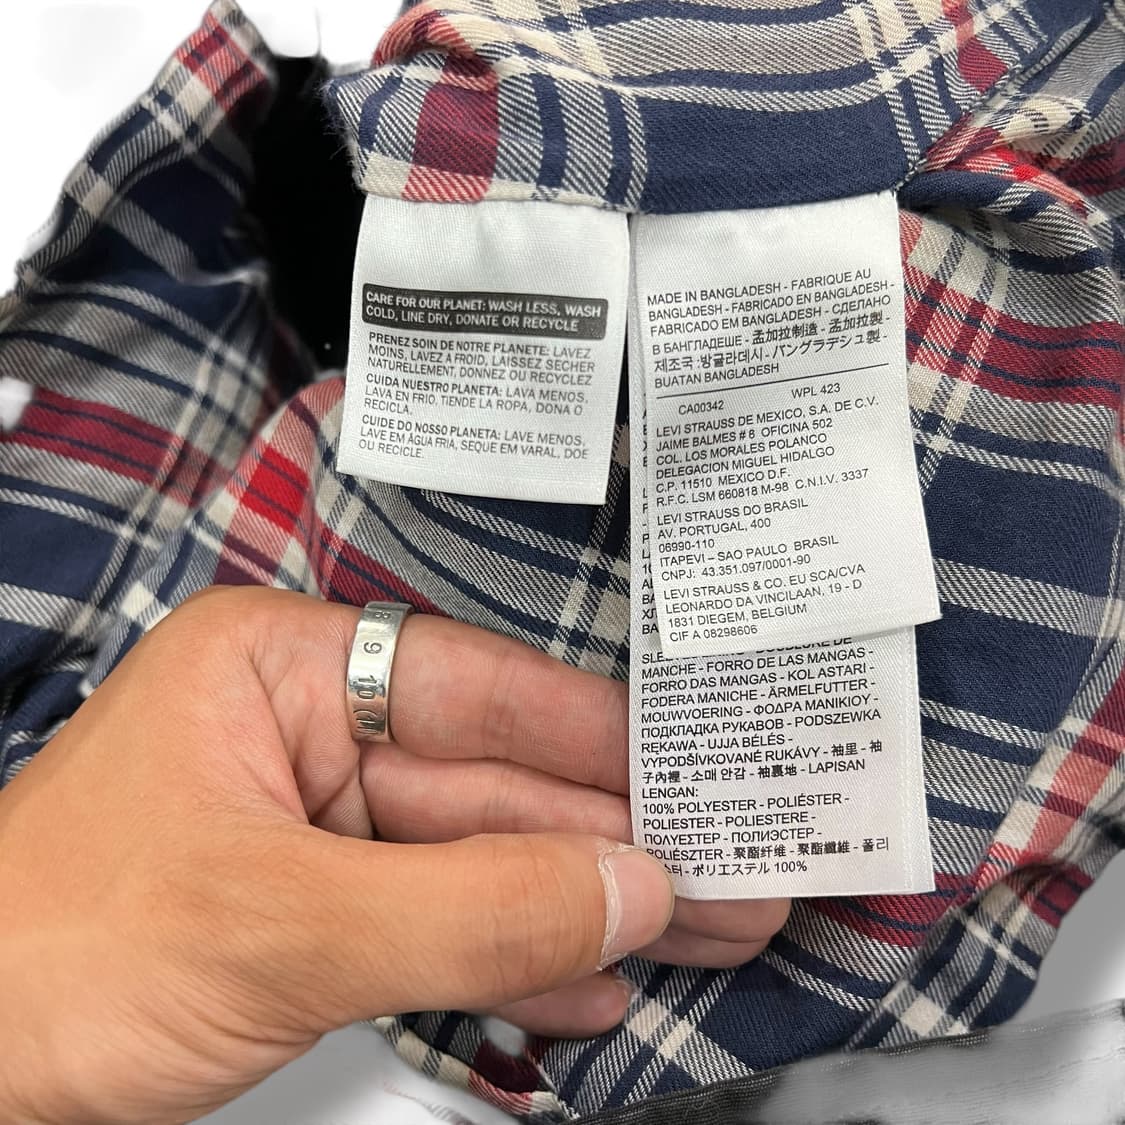 CARE FOR OUR PLANET: WASH LESS, WASH
COLD, LINE DRY, DONATE OR RECYCLE
PRENEZ SOIN DE NOTRE PLANETE: LAVEZ
MOINS, LAVEZ A FROID, LAISSEZ SECHER
NATURELLEMENT, DONNEZ OU RECYCLEZ
CUIDA NUESTRO PLANETA: LAVA MENOS,
LAVA EN FRIO, TIENDE LA ROPA, DONA O
RECICLA.
CUIDE DO NOSSO PLANETA: LAVE MENOS,
LAVE EM ÁGUA FRIA, SEQUE EM VARAL, DOE
OU RECICLE.
MADE IN BANGLADESH - FABRIQUE AU
BANGLADESH - FABRICADO EN BANGLADESH -
FABRICADO EM BANGLADESH - СДЕЛАНО
В БАНГЛАДЕШЕ - 孟加拉制造 - 孟加拉製 -
제조국 :방글라데시 - バングラデシュ製 -
BUATAN BANGLADESH
CA00342 WPL 423
LEVI STRAUSS DE MEXICO, S.A. DE C.V.
JAIME BALMES # 8 OFICINA 502
COL. LOS MORALES POLANCO
DELEGACION MIGUEL HIDALGO
C.P. 11510 MEXICO D.F.
R.F.C. LSM 660818 M-98 C.N.I.V. 3337
LEVI STRAUSS DO BRASIL
AV. PORTUGAL, 400
06990-110
ITAPEVI – SAO PAULO BRASIL
CNPJ: 43.351.097/0001-90
LEVI STRAUSS & CO. EU SCA/CVA
LEONARDO DA VINCILAAN, 19 - D
1831 DIEGEM, BELGIUM
CIF A 08298606
MANCHE - FORRO DE LAS MANGAS -
FORRO DAS MANGAS - KOL ASTARI -
FODERA MANICHE - ÄRMELFUTTER -
MOUWVOERING - ΦΟΔΡΑ ΜΑΝΙΚΙΟΥ -
ПОДКЛАДКА РУКАВОВ - PODSZEWKA
RĘKAWA - UJJA BÉLÉS -
VYPODŠÍVKOVANÉ RUKÁVY - 袖里 - 袖
子內裡 - 소매 안감 - 袖裏地 - LAPISAN
LENGAN:
100% POLYESTER - POLIÉSTER -
POLIESTER - POLIESTERE -
ΠΟΛΥΕΣΤΕΡ - ПОЛИЭСТЕР -
POLIÉSZTER - 聚酯纤维 - 聚酯纖維 - 폴리
스터 - ポリエステル 100%
9
10